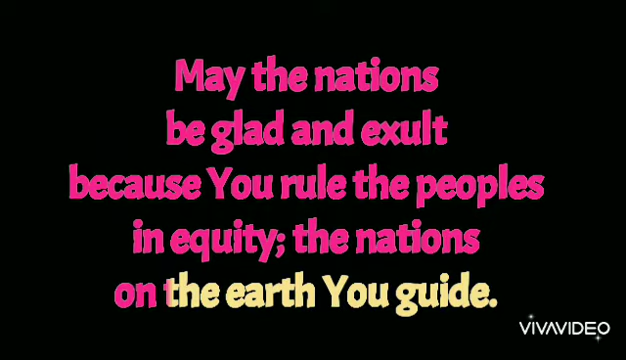 May the nations
be glad and exult
because You rule the peoples
in equity; the nations
on the earth You guide.
VIVAVIDEO